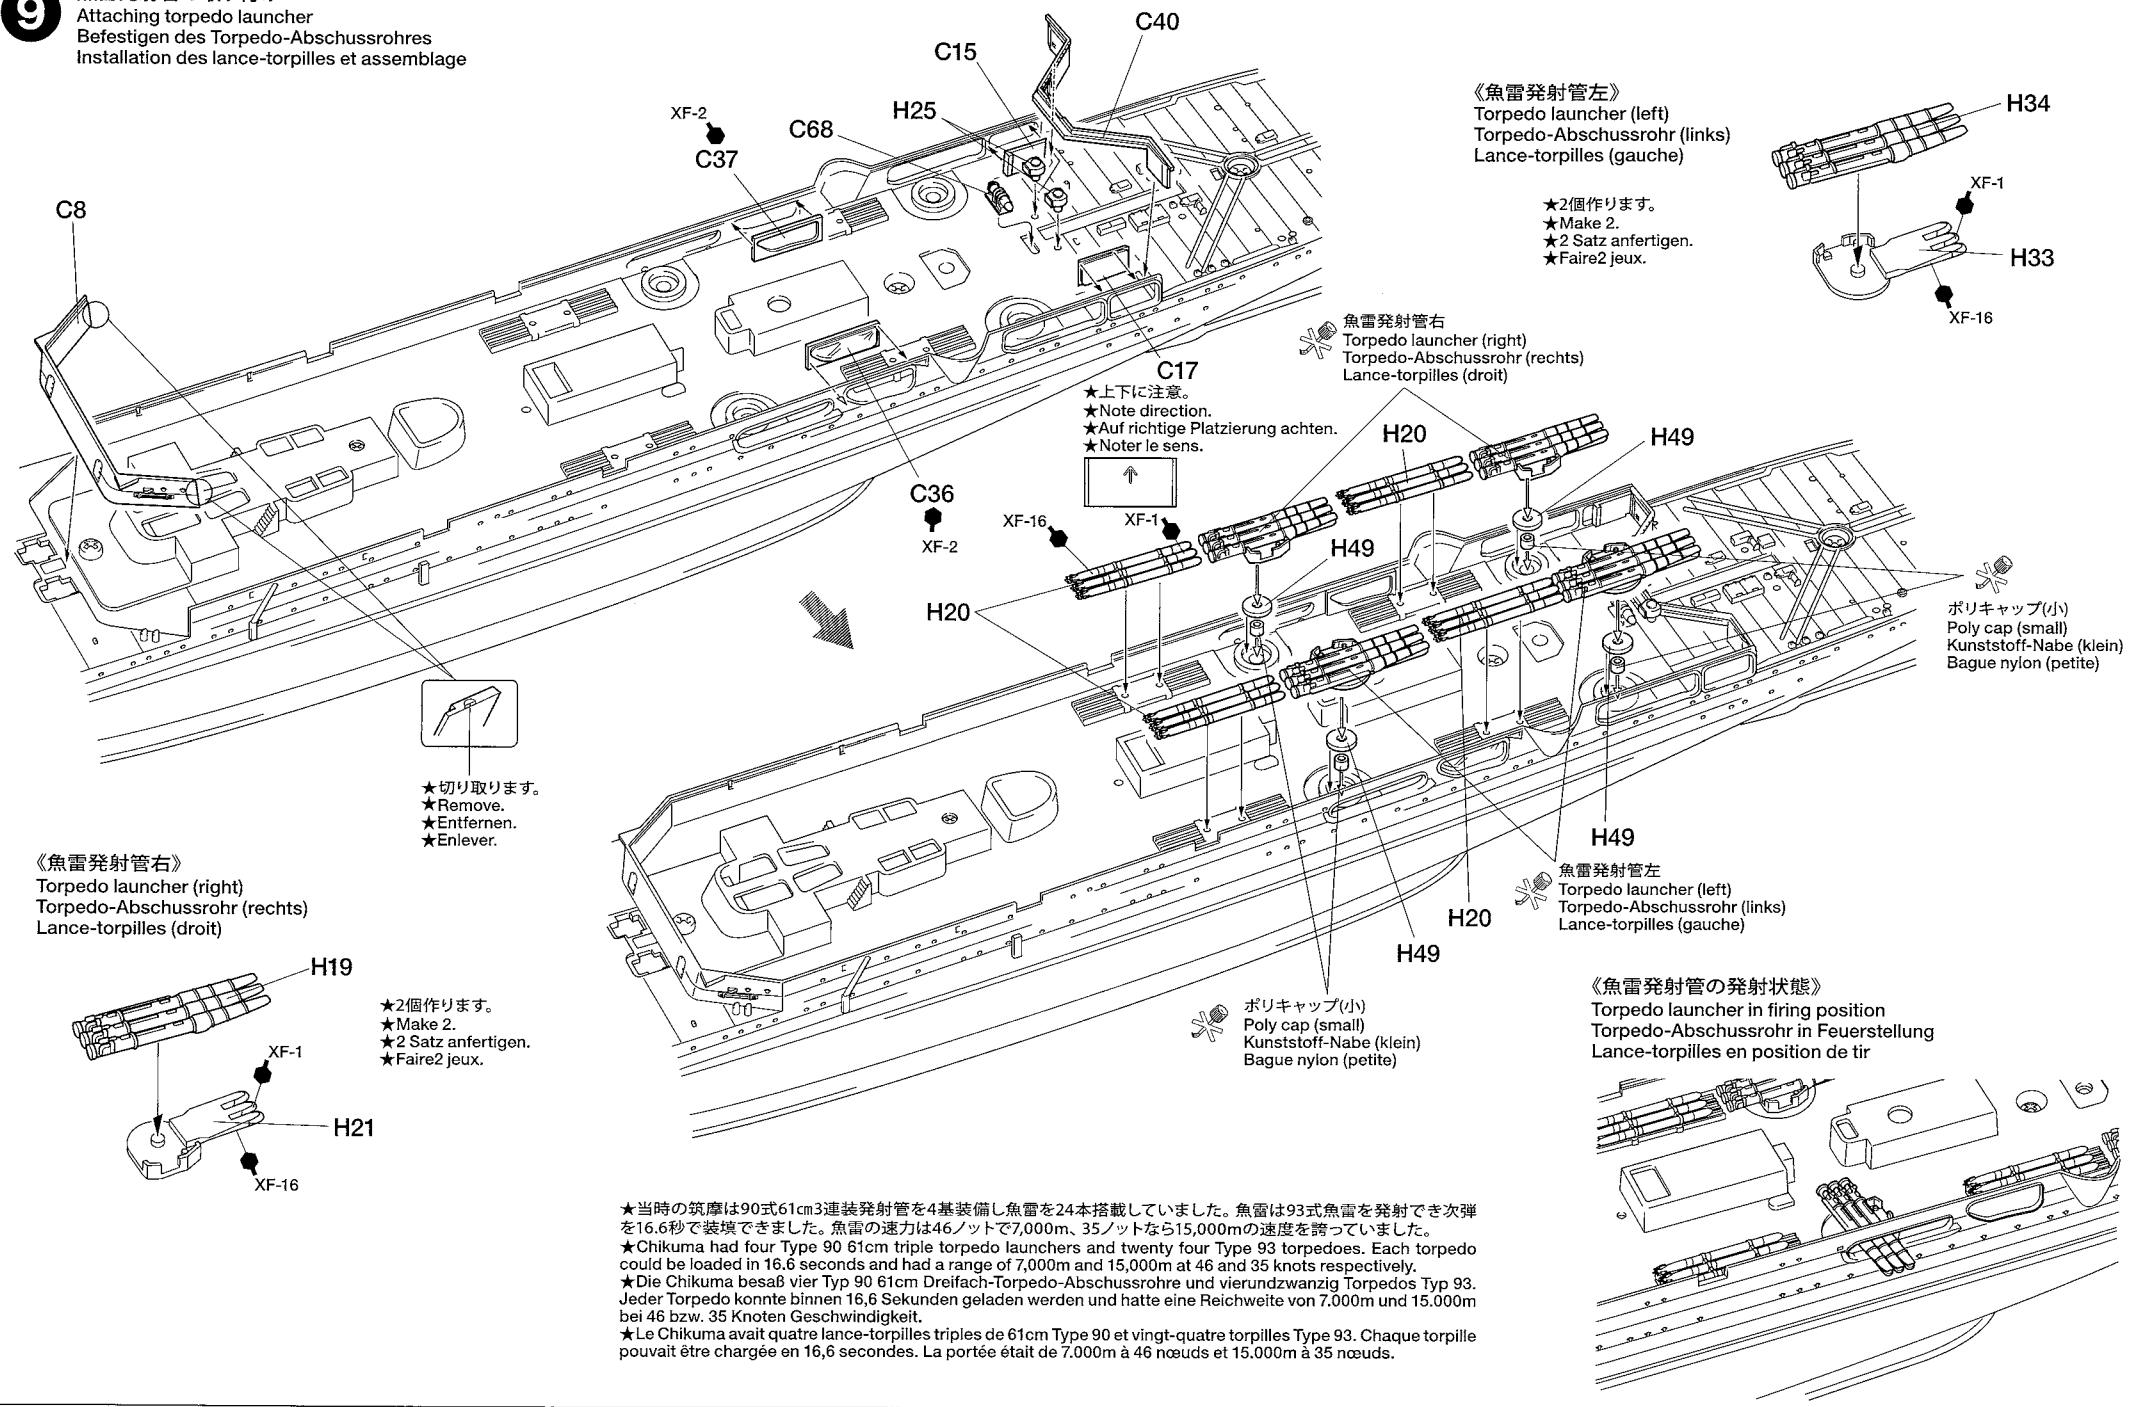 9
Attaching torpedo launcher
Befestigen des Torpedo-Abschussrohres
Installation des lance-torpilles et assemblage
C40
C15
H25
XF-2
C68
C37
C8
《魚雷発射管左》
Torpedo launcher (left)
Torpedo-Abschussrohr (links)
Lance-torpilles (gauche)
★2個作ります。
★Make 2.
★2 Satz anfertigen.
★Faire2 jeux.
H34
XF-1
H33
XF-16
魚雷発射管右
Torpedo launcher (right)
Torpedo-Abschussrohr (rechts)
Lance-torpilles (droit)
C17
★上下に注意。
★Note direction.
★Auf richtige Platzierung achten.
★Noter le sens.
C36
XF-2
H20
H49
XF-16
XF-1
H49
H20
ポリキャップ(小)
Poly cap (small)
Kunststoff-Nabe (klein)
Bague nylon (petite)
★切り取ります。
★Remove.
★Entfernen.
★Enlever.
H49
魚雷発射管左
Torpedo launcher (left)
Torpedo-Abschussrohr (links)
Lance-torpilles (gauche)
H20
H49
《魚雷発射管右》
Torpedo launcher (right)
Torpedo-Abschussrohr (rechts)
Lance-torpilles (droit)
H19
★2個作ります。
★Make 2.
★2 Satz anfertigen.
★Faire2 jeux.
XF-1
H21
XF-16
ポリキャップ(小)
Poly cap (small)
Kunststoff-Nabe (klein)
Bague nylon (petite)
《魚雷発射管の発射状態》
Torpedo launcher in firing position
Torpedo-Abschussrohr in Feuerstellung
Lance-torpilles en position de tir
★当時の筑摩は90式61㎝3連装発射管を4基装備し魚雷を24本搭載していました。魚雷は93式魚雷を発射でき次弾
を16.6秒で装填できました。魚雷の速力は46ノットで7,000m、35ノットなら15,000mの速度を誇っていました。
★Chikuma had four Type 90 61cm triple torpedo launchers and twenty four Type 93 torpedoes. Each torpedo
could be loaded in 16.6 seconds and had a range of 7,000m and 15,000m at 46 and 35 knots respectively.
★Die Chikuma besaß vier Typ 90 61cm Dreifach-Torpedo-Abschussrohre und vierundzwanzig Torpedos Typ 93.
Jeder Torpedo konnte binnen 16,6 Sekunden geladen werden und hatte eine Reichweite von 7.000m und 15.000m
bei 46 bzw. 35 Knoten Geschwindigkeit.
★Le Chikuma avait quatre lance-torpilles triples de 61cm Type 90 et vingt-quatre torpilles Type 93. Chaque torpille
pouvait être chargée en 16,6 secondes. La portée était de 7.000m à 46 nœuds et 15.000m à 35 nœuds.